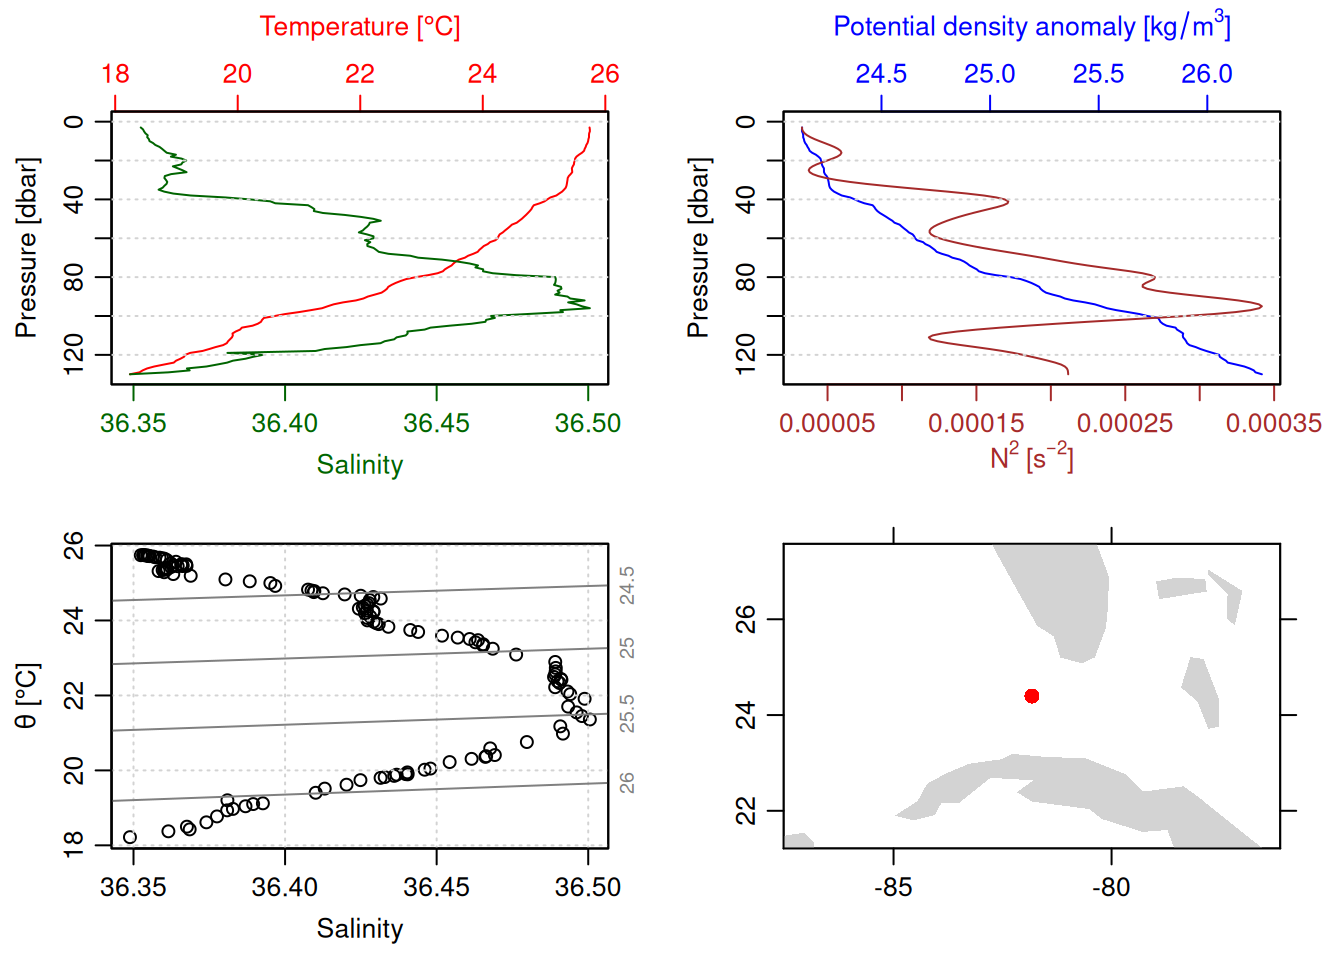 Temperature [°C]
18 20 22 24 26
0
40
80
120
Pressure [dbar]
36.35 36.40 36.45 36.50
Salinity
Potential density anomaly [kg/m³]
24.5 25.0 25.5 26.0
0
40
80
120
Pressure [dbar]
0.00005 0.00015 0.00025 0.00035
N² [s⁻²]
26
24
22
20
18
θ [°C]
24.5
25
25.5
26
36.35 36.40 36.45 36.50
Salinity
26
24
22
-85 -80